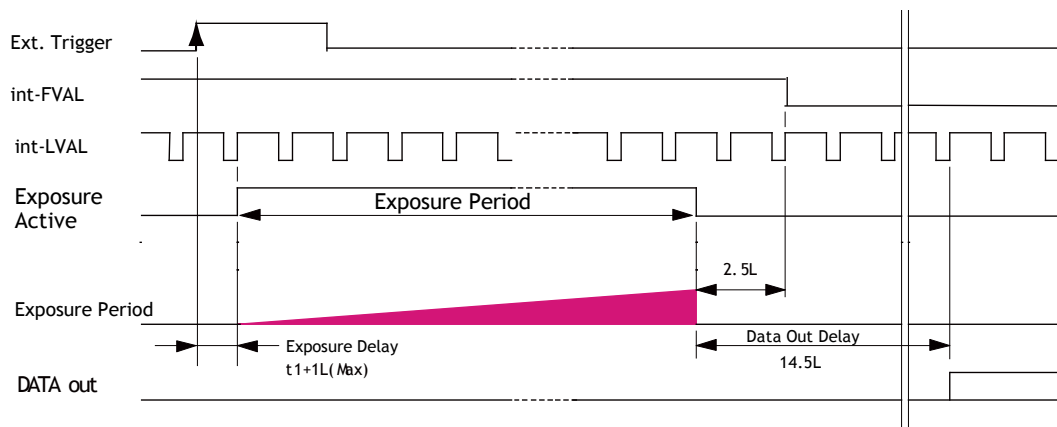 Ext. Trigger
int-FVAL
int-LVAL
Exposure
Active
Exposure Period
2.5L
Exposure Period
Exposure Delay
t1+1L(Max)
Data Out Delay
14.5L
DATA out